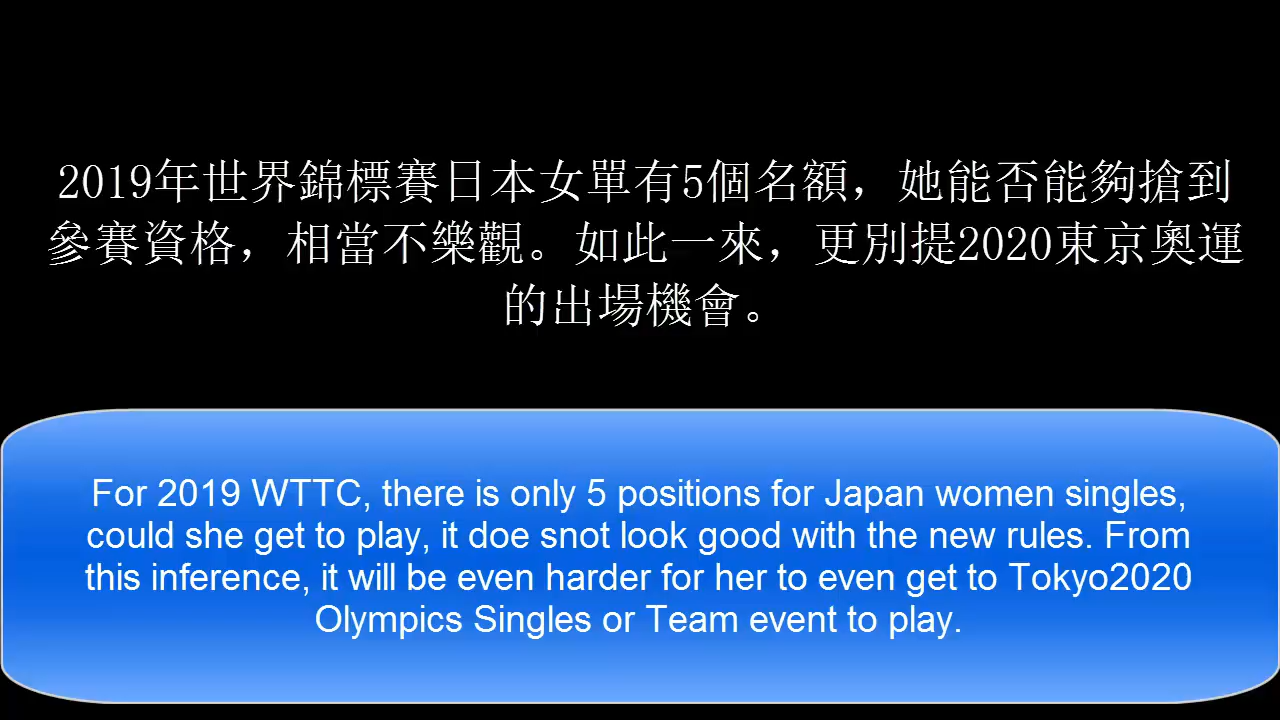 2019年世界錦標賽日本女單有5個名額，她能否能夠搶到
參賽資格，相當不樂觀。如此一來，更別提2020東京奧運
的出場機會。
For 2019 WTTC, there is only 5 positions for Japan women singles,
could she get to play, it doe snot look good with the new rules. From
this inference, it will be even harder for her to even get to Tokyo2020
Olympics Singles or Team event to play.